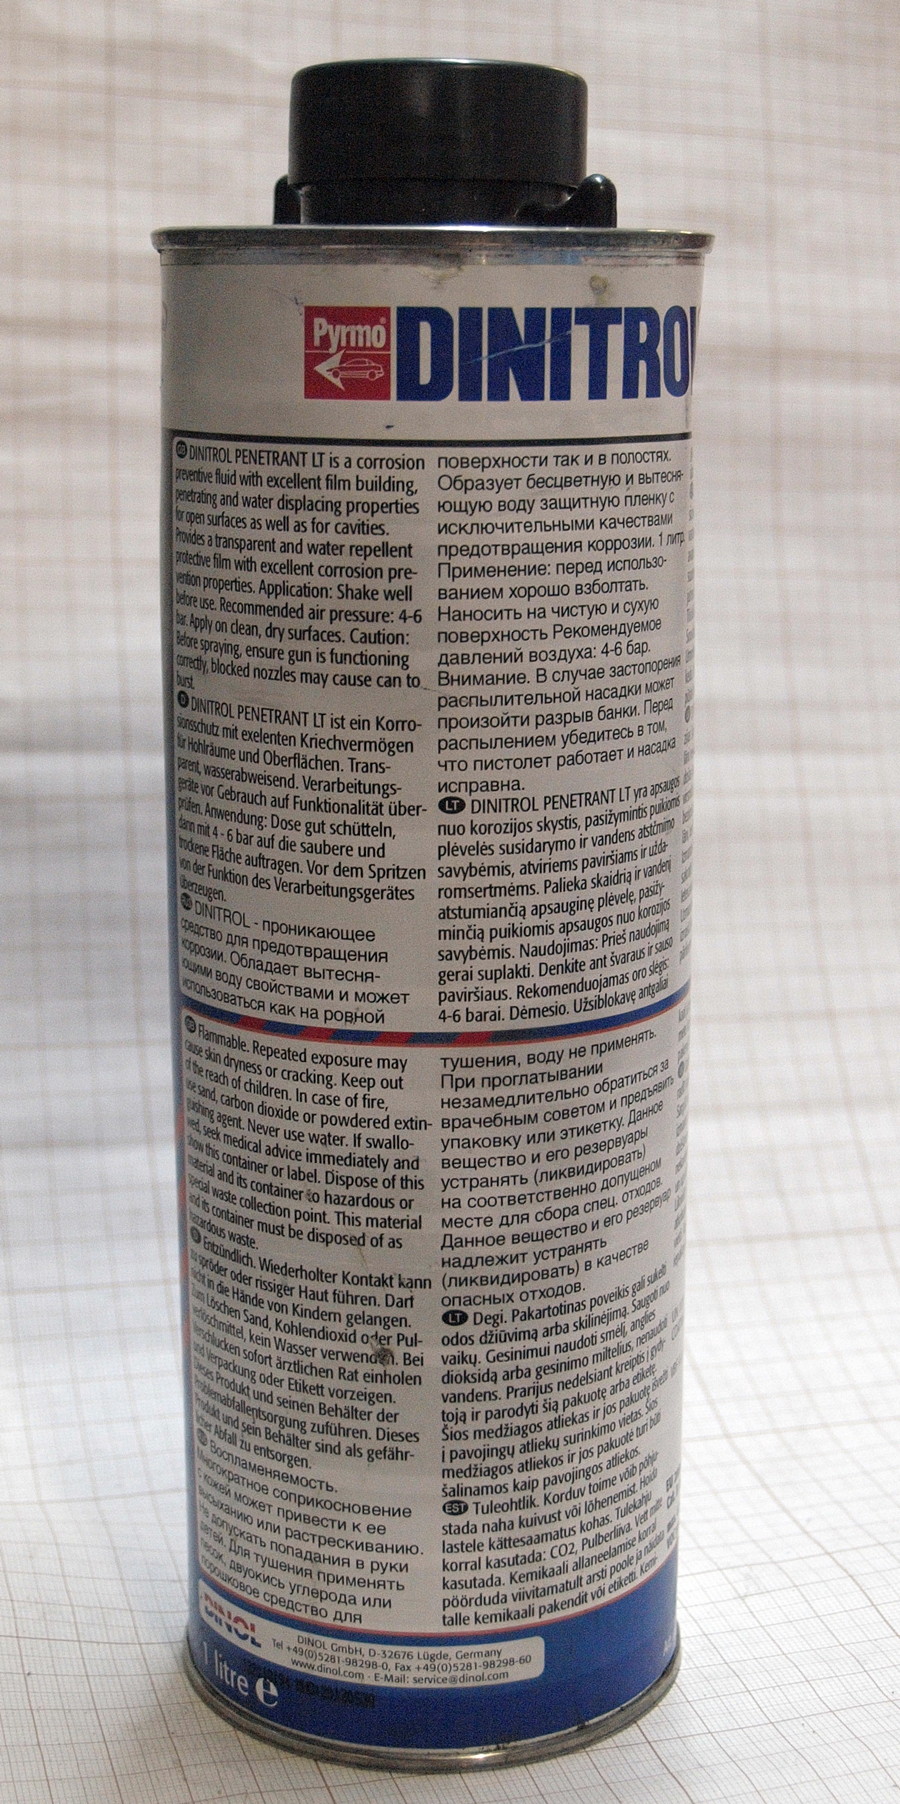 Pyrmo®
DINITRO
GB DINITROL PENETRANT LT is a corrosion
preventive fluid with excellent film building,
penetrating and water displacing properties
for open surfaces as well as for cavities.
Provides a transparent and water repellent
protective film with excellent corrosion pre-
vention properties. Application: Shake well
before use. Recommended air pressure: 4-6
bar. Apply on clean, dry surfaces. Caution:
Before spraying, ensure gun is functioning
correctly, blocked nozzles may cause can to
burst.
D DINITROL PENETRANT LT ist ein Korro-
sionsschutz mit exelenten Kriechvermögen
für Hohlräume und Oberflächen. Trans-
parent, wasserabweisend. Verarbeitungs-
geräte vor Gebrauch auf Funktionalität über-
prüfen. Anwendung: Dose gut schütteln,
dann mit 4 - 6 bar auf die saubere und
trockene Fläche auftragen. Vor dem Spritzen
von der Funktion des Verarbeitungsgerätes
überzeugen.
DINITROL - проникающее
средство для предотвращения
коррозии. Обладает вытесня-
ющими воду свойствами и может
использоваться как на ровной
поверхности так и в полостях.
Образует бесцветную и вытесня-
ющую воду защитную пленку с
исключительными качествами
предотвращения коррозии. 1 литр.
Применение: перед использо-
ванием хорошо взболтать.
Наносить на чистую и сухую
поверхность Рекомендуемое
давлений воздуха: 4-6 бар.
Внимание. В случае застопорения
распылительной насадки может
произойти разрыв банки. Перед
распылением убедитесь в том,
что пистолет работает и насадка
исправна.
LT DINITROL PENETRANT LT yra apsaugos
nuo korozijos skystis, pasižymintis puikiomis
plėvelės susidarymo ir vandens atstūmimo
savybėmis, atviriems paviršiams ir užda-
romsertmėms. Palieka skaidrią ir vandenį
atstumiančią apsauginę plėvelę, pasižy-
minčią puikiomis apsaugos nuo korozijos
savybėmis. Naudojimas: Prieš naudojimą
gerai suplakti. Denkite ant švaraus ir sauso
paviršiaus. Rekomenduojamas oro slėgis:
4-6 barai. Dėmesio. Užsiblokavę antgaliai
GB Flammable. Repeated exposure may
cause skin dryness or cracking. Keep out
of the reach of children. In case of fire,
use sand, carbon dioxide or powdered extin-
guishing agent. Never use water. If swallo-
wed, seek medical advice immediately and
show this container or label. Dispose of this
material and its container to hazardous or
special waste collection point. This material
and its container must be disposed of as
hazardous waste.
D Entzündlich. Wiederholter Kontakt kann
zu spröder oder rissiger Haut führen. Darf
nicht in die Hände von Kindern gelangen.
Zum Löschen Sand, Kohlendioxid oder Pul-
verlöschmittel, kein Wasser verwenden. Bei
Verschlucken sofort ärztlichen Rat einholen
und Verpackung oder Etikett vorzeigen.
Dieses Produkt und seinen Behälter der
Problemabfallentsorgung zuführen. Dieses
Produkt und sein Behälter sind als gefähr-
licher Abfall zu entsorgen.
Воспламеняемость.
Многократное соприкосновение
с кожей может привести к ее
высыханию или растрескиванию.
Не допускать попадания в руки
детей. Для тушения применять
песок, двуокись углерода или
порошковое средство для
тушения, воду не применять.
При проглатывании
незамедлительно обратиться за
врачебным советом и предъявить
упаковку или этикетку. Данное
вещество и его резервуары
устранять (ликвидировать)
на соответственно допущеном
месте для сбора спец. отходов.
Данное вещество и его резервуар
надлежит устранять
(ликвидировать) в качестве
опасных отходов.
LT Degi. Pakartotinas poveikis gali sukelti
odos džiūvimą arba skilinėjimą. Saugoti nuo
vaikų. Gesinimui naudoti smėlį, anglies
dioksidą arba gesinimo miltelius, nenaudoti
vandens. Prarijus nedelsiant kreiptis į gydy-
toją ir parodyti šią pakuotę arba etiketę.
Šios medžiagos atliekas ir jos pakuotę išvežti
į pavojingų atliekų surinkimo vietas. Šios
medžiagos atliekos ir jos pakuotė turi būti
šalinamos kaip pavojingos atliekos.
EST Tuleohtlik. Korduv toime võib põhju-
stada naha kuivust või lõhenemist. Hoida
lastele kättesaamatus kohas. Tulekahju
korral kasutada: CO2, Pulberliiva. Vett mitte
kasutada. Kemikaali allaneelamise korral
pöörduda viivitamatult arsti poole ja näidata
talle kemikaali pakendit või etiketti. Kemi-
DINOL
DINOL GmbH, D-32676 Lügde, Germany
Tel +49(0)5281-98298-0, Fax +49(0)5281-98298-60
www.dinol.com - E-Mail: service@dinol.com
1 litre e